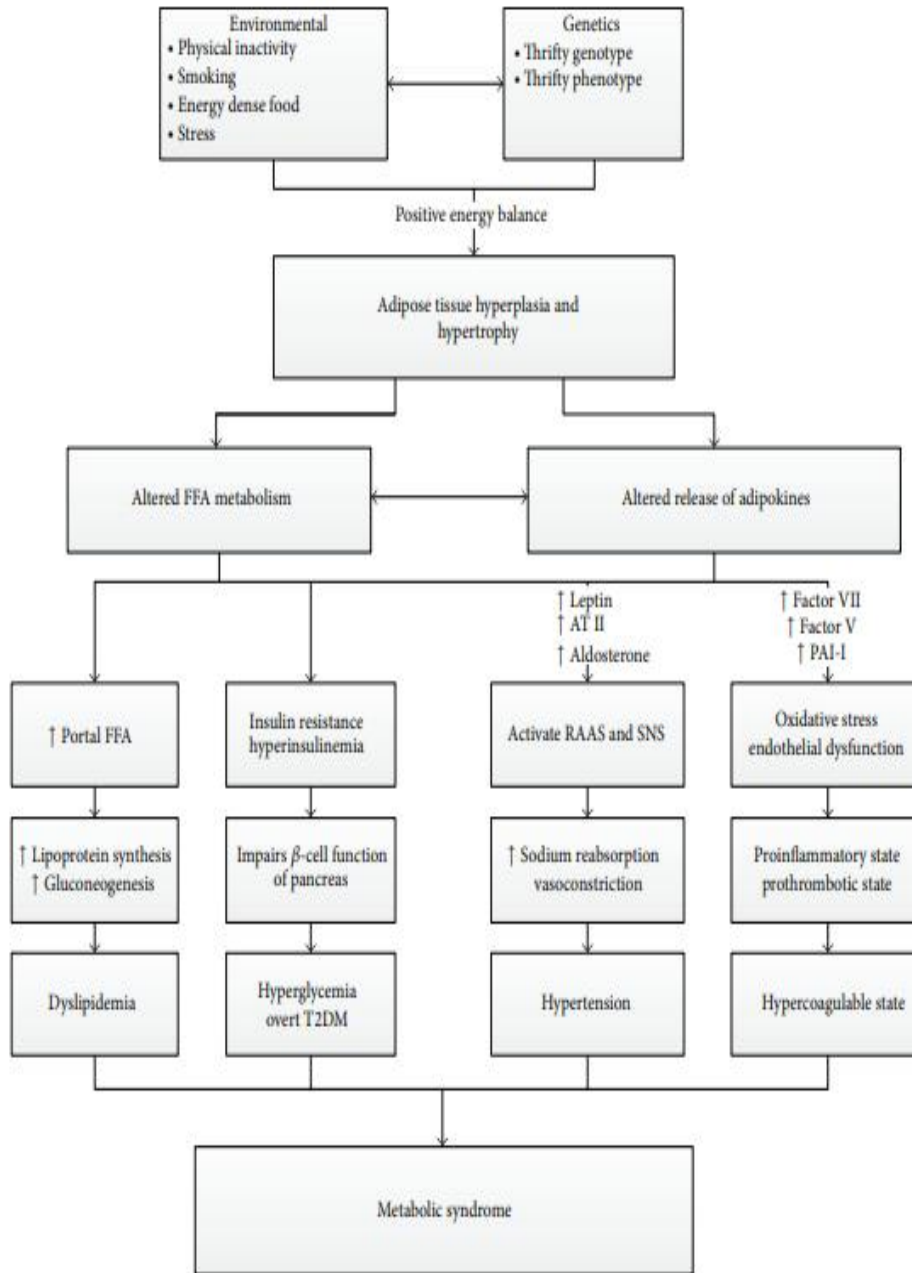 Environmental
• Physical inactivity
• Smoking
• Energy dense food
• Stress
Genetics
• Thrifty genotype
• Thrifty phenotype
Positive energy balance
Adipose tissue hyperplasia and
hypertrophy
Altered FFA metabolism
Altered release of adipokines
↑ Leptin
↑ AT II
↑ Aldosterone
↑ Factor VII
↑ Factor V
↑ PAI-I
↑ Portal FFA
Insulin resistance
hyperinsulinemia
Activate RAAS and SNS
Oxidative stress
endothelial dysfunction
↑ Lipoprotein synthesis
↑ Gluconeogenesis
Impairs β-cell function
of pancreas
↑ Sodium reabsorption
vasoconstriction
Proinflammatory state
prothrombotic state
Dyslipidemia
Hyperglycemia
overt T2DM
Hypertension
Hypercoagulable state
Metabolic syndrome